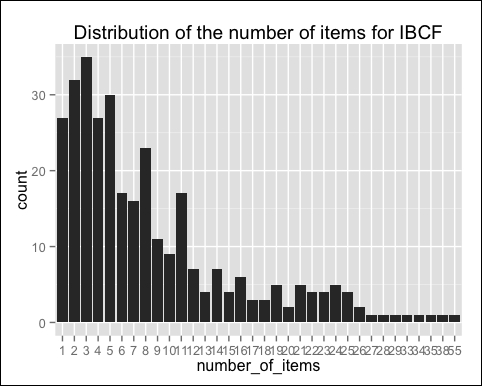 Distribution of the number of items for IBCF
30
20
10
0
count
1 2 3 4 5 6 7 8 9 10 11 12 13 14 15 16 17 18 19 20 21 22 23 24 25 26 27 28 29 33 34 35 38 55
number_of_items